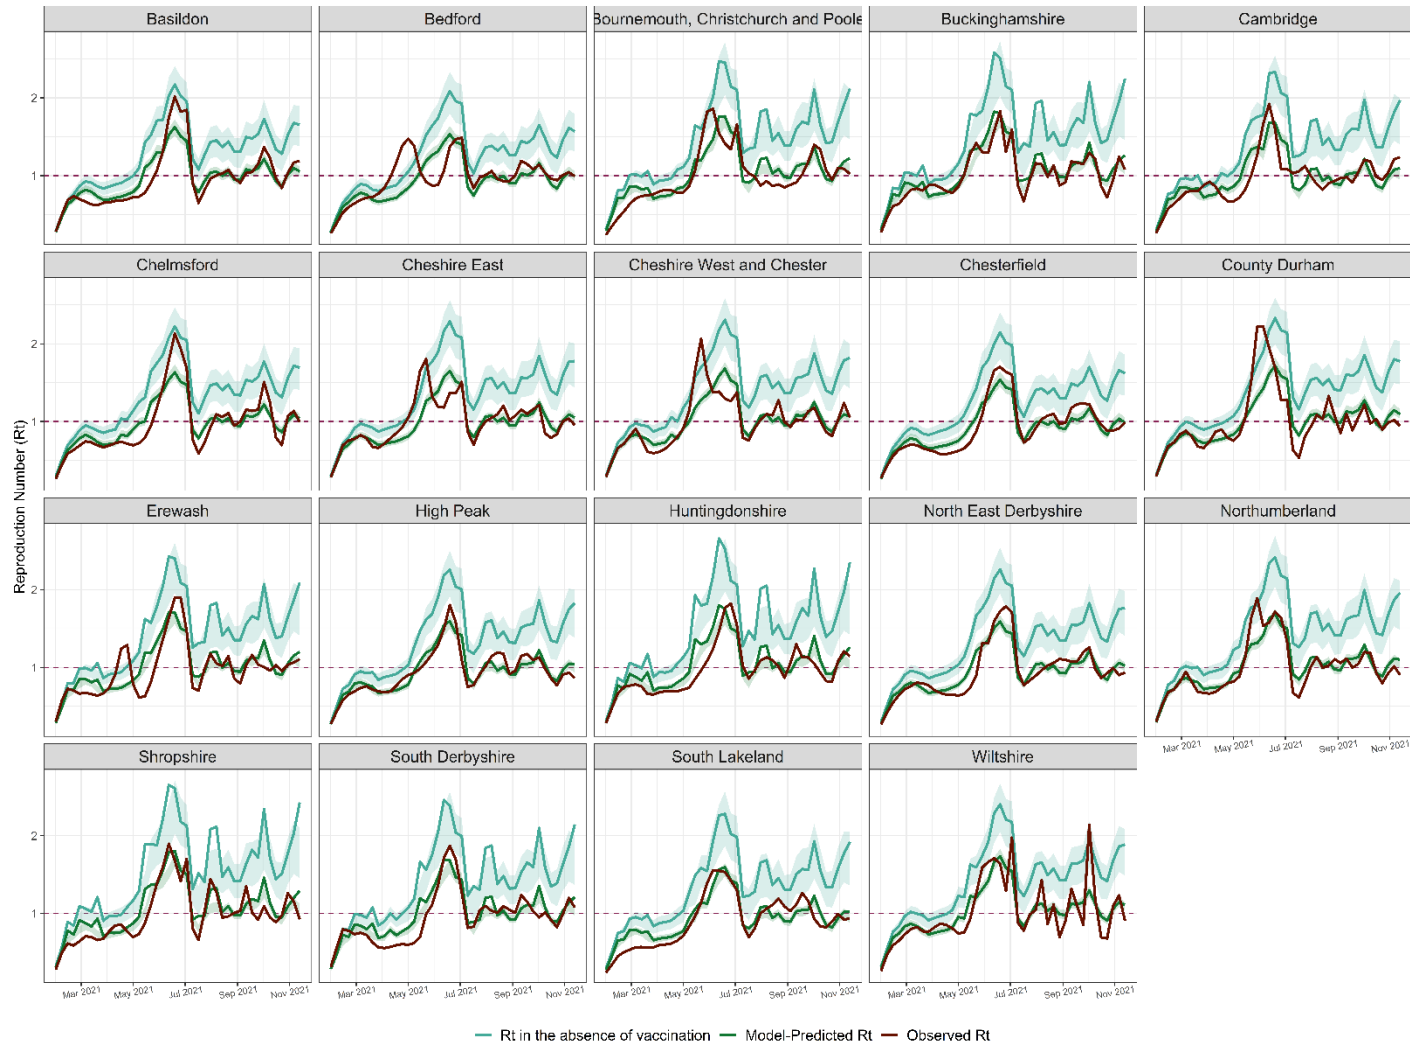 Basildon
Bedford
Bournemouth, Christchurch and Poole
Buckinghamshire
Cambridge
2
1
Chelmsford
Cheshire East
Cheshire West and Chester
Chesterfield
County Durham
2
1
Reproduction Number (Rt)
Erewash
High Peak
Huntingdonshire
North East Derbyshire
Northumberland
2
1
Mar 2021 May 2021 Jul 2021 Sep 2021 Nov 2021
Shropshire
South Derbyshire
South Lakeland
Wiltshire
2
1
Mar 2021 May 2021 Jul 2021 Sep 2021 Nov 2021
Mar 2021 May 2021 Jul 2021 Sep 2021 Nov 2021
Mar 2021 May 2021 Jul 2021 Sep 2021 Nov 2021
Mar 2021 May 2021 Jul 2021 Sep 2021 Nov 2021
Rt in the absence of vaccination Model-Predicted Rt Observed Rt